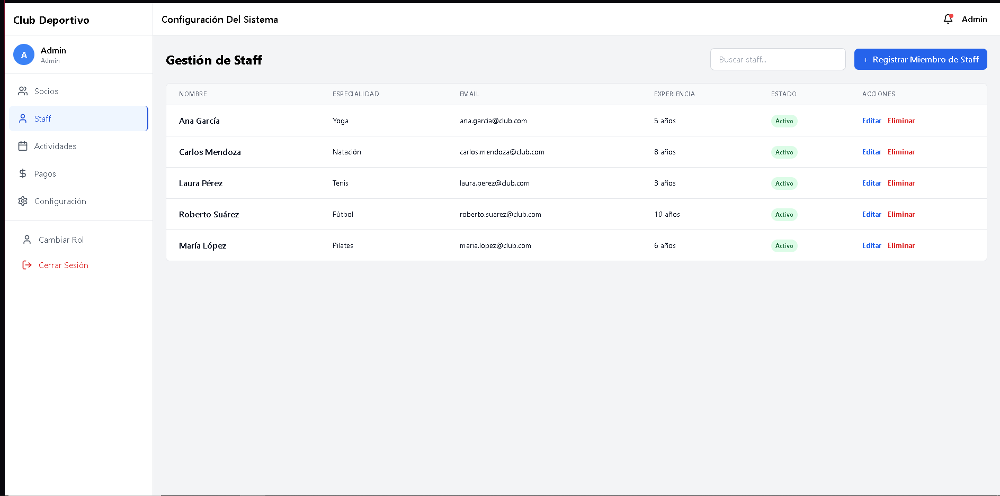 Club Deportivo
Configuración Del Sistema
Admin
A
Admin
Admin
Socios
Staff
Actividades
Pagos
Configuración
Cambiar Rol
Cerrar Sesión
Gestión de Staff
Buscar staff...
+ Registrar Miembro de Staff
NOMBRE ESPECIALIDAD EMAIL EXPERIENCIA ESTADO ACCIONES
Ana García Yoga ana.garcia@club.com 5 años Activo Editar Eliminar
Carlos Mendoza Natación carlos.mendoza@club.com 8 años Activo Editar Eliminar
Laura Pérez Tenis laura.perez@club.com 3 años Activo Editar Eliminar
Roberto Suárez Fútbol roberto.suarez@club.com 10 años Activo Editar Eliminar
María López Pilates maria.lopez@club.com 6 años Activo Editar Eliminar